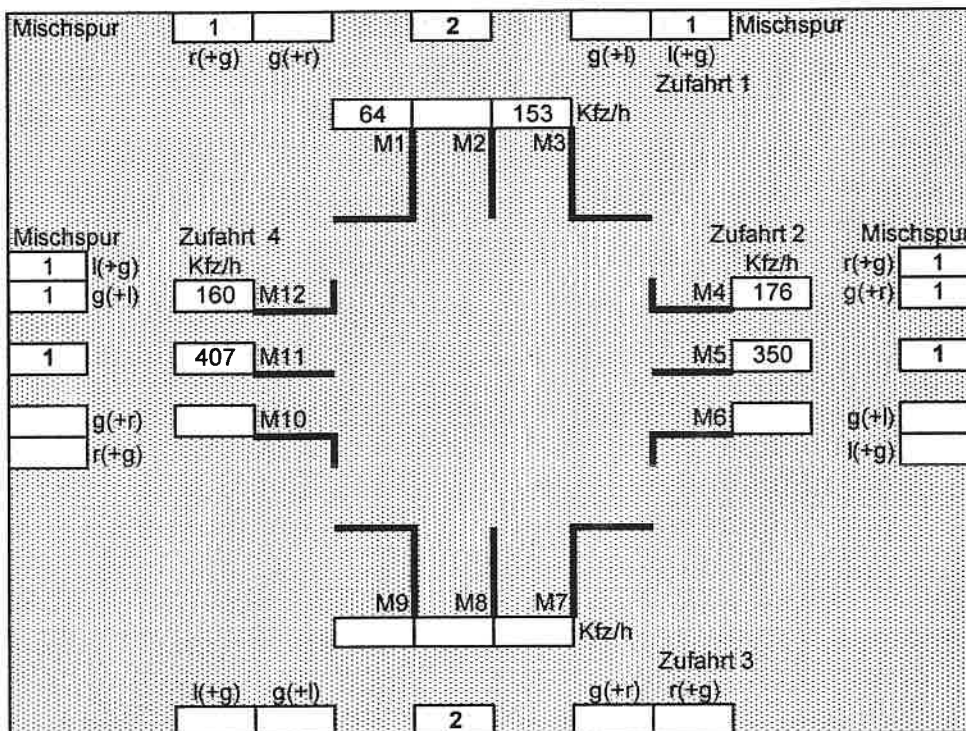 Mischspur 1 2 1 Mischspur
r(+g) g(+r) g(+l) l(+g)
Zufahrt 1
64 153 Kfz/h
M1 M2 M3
Mischspur Zufahrt 4 Zufahrt 2 Mischspur
1 l(+g) Kfz/h Kfz/h r(+g) 1
1 g(+l) 160 M12 M4 176 g(+r) 1
1 407 M11 M5 350 1
g(+r) M10 M6 g(+l)
r(+g) l(+g)
M9 M8 M7
Kfz/h
Zufahrt 3
l(+g) g(+l) g(+r) r(+g)
2